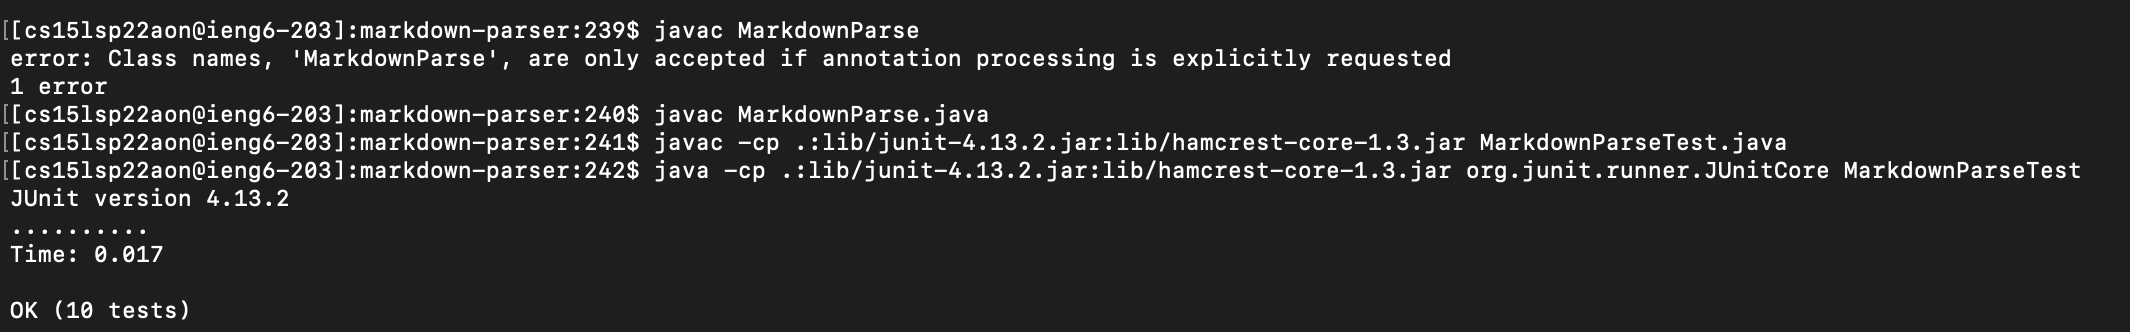 [[cs15lsp22aon@ieng6-203]:markdown-parser:239$ javac MarkdownParse
error: Class names, 'MarkdownParse', are only accepted if annotation processing is explicitly requested
1 error
[[cs15lsp22aon@ieng6-203]:markdown-parser:240$ javac MarkdownParse.java
[[cs15lsp22aon@ieng6-203]:markdown-parser:241$ javac -cp .:lib/junit-4.13.2.jar:lib/hamcrest-core-1.3.jar MarkdownParseTest.java
[[cs15lsp22aon@ieng6-203]:markdown-parser:242$ java -cp .:lib/junit-4.13.2.jar:lib/hamcrest-core-1.3.jar org.junit.runner.JUnitCore MarkdownParseTest
JUnit version 4.13.2
..........
Time: 0.017
OK (10 tests)